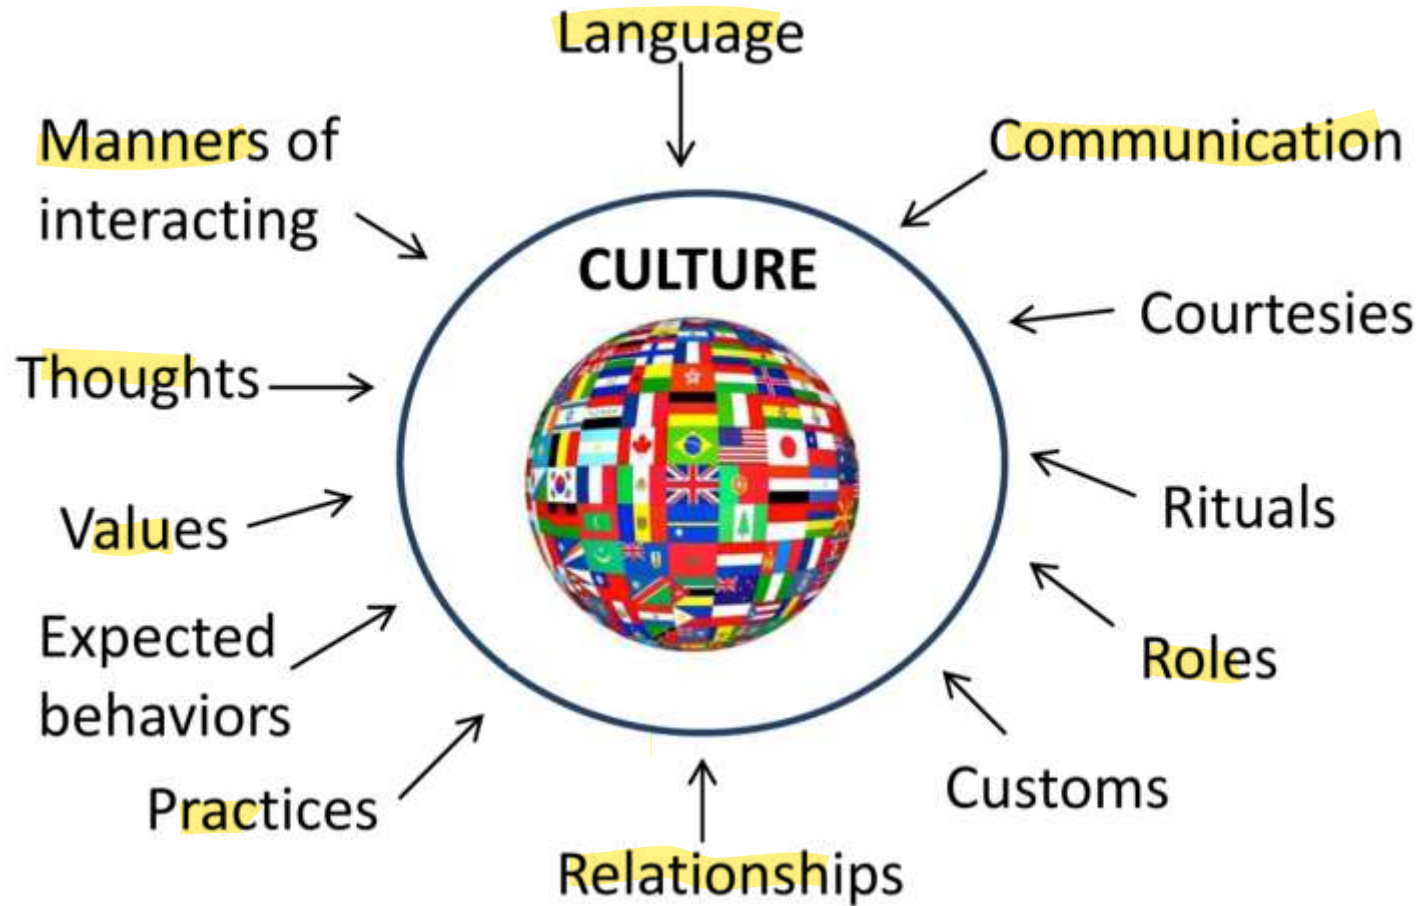 Language
Manners of
interacting
Communication
CULTURE
Courtesies
Thoughts
Values
Rituals
Expected
behaviors
Roles
Practices
Customs
Relationships